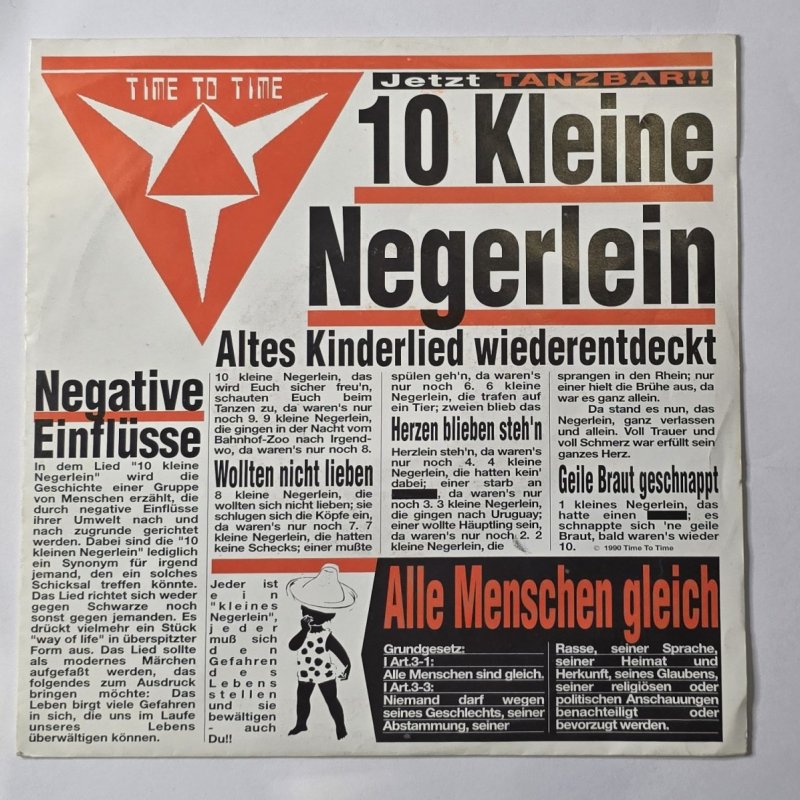 TIME TO TIME
Jetzt TANZBAR!!
10 Kleine
Negerlein
Altes Kinderlied wiederentdeckt
Negative
Einflüsse
In dem Lied "10 kleine
Negerlein" wird die
Geschichte einer Gruppe
von Menschen erzählt, die
durch negative Einflüsse
ihrer Umwelt nach und
nach zugrunde gerichtet
werden. Dabei sind die "10
kleinen Negerlein" lediglich
ein Synonym für irgend
jemand, den ein solches
Schicksal treffen könnte.
Das Lied richtet sich weder
gegen Schwarze noch
sonst gegen jemanden. Es
drückt vielmehr ein Stück
"way of life" in überspitzter
Form aus. Das Lied sollte
als modernes Märchen
aufgefaßt werden, das
folgendes zum Ausdruck
bringen möchte: Das
Leben birgt viele Gefahren
in sich, die uns im Laufe
unseres Lebens
überwältigen können.
10 kleine Negerlein, das
wird Euch sicher freu'n,
schauten Euch beim
Tanzen zu, da waren's nur
noch 9. 9 kleine Negerlein,
die gingen in der Nacht vom
Bahnhof-Zoo nach Irgend-
wo, da waren's nur noch 8.
Wollten nicht lieben
8 kleine Negerlein, die
wollten sich nicht lieben; sie
schlugen sich die Köpfe ein,
da waren's nur noch 7. 7
kleine Negerlein, die hatten
keine Schecks; einer mußte
spülen geh'n, da waren's
nur noch 6. 6 kleine
Negerlein, die trafen auf
ein Tier; zweien blieb das
Herzen blieben steh'n
Herzlein steh'n, da waren's
nur noch 4. 4 kleine
Negerlein, die hatten kein'
dabei; einer starb an
, da waren's nur
noch 3. 3 kleine Negerlein,
die gingen nach Uruguay;
einer wollte Häuptling sein,
da waren's nur noch 2. 2
kleine Negerlein, die
sprangen in den Rhein; nur
einer hielt die Brühe aus, da
war es ganz allein.
Da stand es nun, das
Negerlein, ganz verlassen
und allein. Voll Trauer und
voll Schmerz war erfüllt sein
ganzes Herz.
Geile Braut geschnappt
1 kleines Negerlein, das
hatte einen ; es
schnappte sich 'ne geile
Braut, bald waren's wieder
10. © 1990 Time To Time
Jeder ist
ein
"kleines
Negerlein",
jeder
muß sich
den
Gefahren
des
Lebens
stellen
und sie
bewältigen
- auch
Du!!
Alle Menschen gleich
Grundgesetz:
I Art.3-1:
Alle Menschen sind gleich.
I Art.3-3:
Niemand darf wegen
seines Geschlechts, seiner
Abstammung, seiner
Rasse, seiner Sprache,
seiner Heimat und
Herkunft, seines Glaubens,
seiner religiösen oder
politischen Anschauungen
benachteiligt oder
bevorzugt werden.